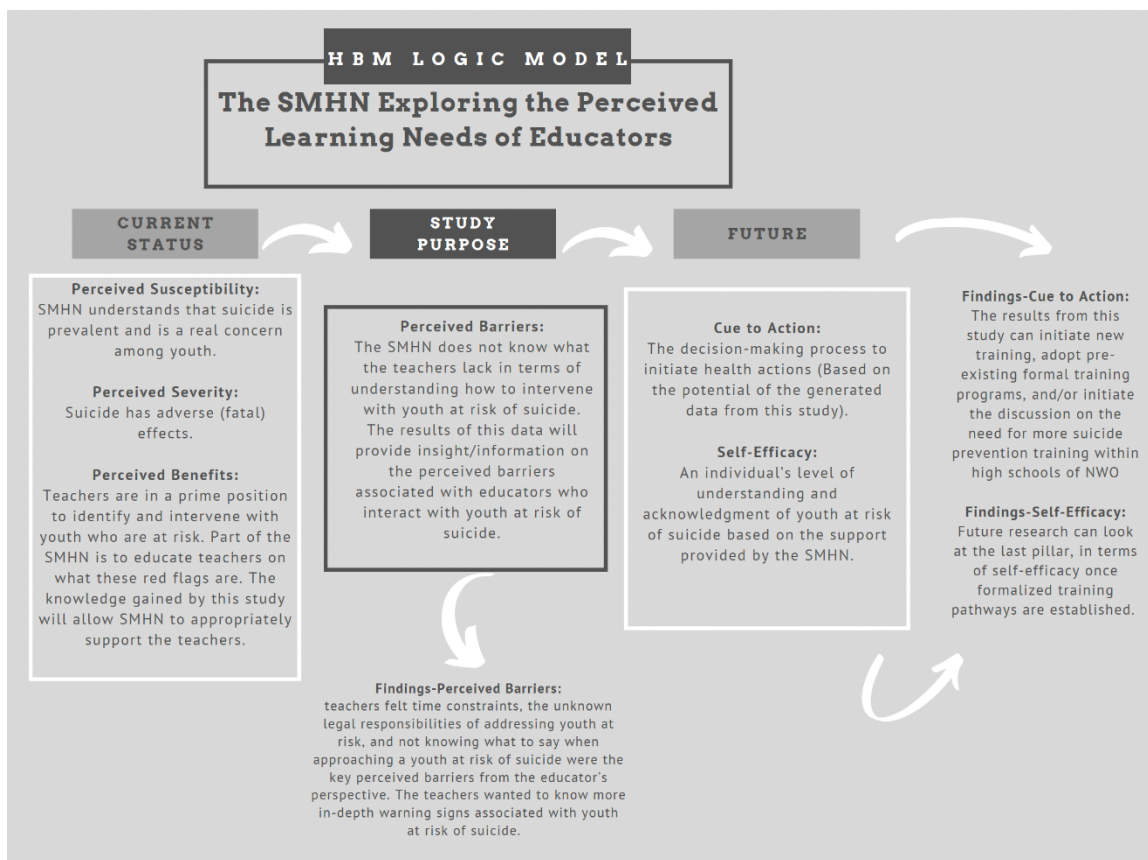 HBM LOGIC MODEL
The SMHN Exploring the Perceived
Learning Needs of Educators
CURRENT
STATUS
Perceived Susceptibility:
SMHN understands that suicide is
prevalent and is a real concern
among youth.
Perceived Severity:
Suicide has adverse (fatal)
effects.
Perceived Benefits:
Teachers are in a prime position
to identify and intervene with
youth who are at risk. Part of the
SMHN is to educate teachers on
what these red flags are. The
knowledge gained by this study
will allow SMHN to appropriately
support the teachers.
STUDY
PURPOSE
Perceived Barriers:
The SMHN does not know what
the teachers lack in terms of
understanding how to intervene
with youth at risk of suicide.
The results of this data will
provide insight/information on
the perceived barriers
associated with educators who
interact with youth at risk of
suicide.
Findings-Perceived Barriers:
teachers felt time constraints, the unknown
legal responsibilities of addressing youth at
risk, and not knowing what to say when
approaching a youth at risk of suicide were the
key perceived barriers from the educator's
perspective. The teachers wanted to know more
in-depth warning signs associated with youth
at risk of suicide.
FUTURE
Cue to Action:
The decision-making process to
initiate health actions (Based on
the potential of the generated
data from this study).
Self-Efficacy:
An individual's level of
understanding and
acknowledgment of youth at risk
of suicide based on the support
provided by the SMHN.
Findings-Cue to Action:
The results from this
study can initiate new
training, adopt pre-
existing formal training
programs, and/or initiate
the discussion on the
need for more suicide
prevention training within
high schools of NWO
Findings-Self-Efficacy:
Future research can look
at the last pillar, in terms
of self-efficacy once
formalized training
pathways are established.